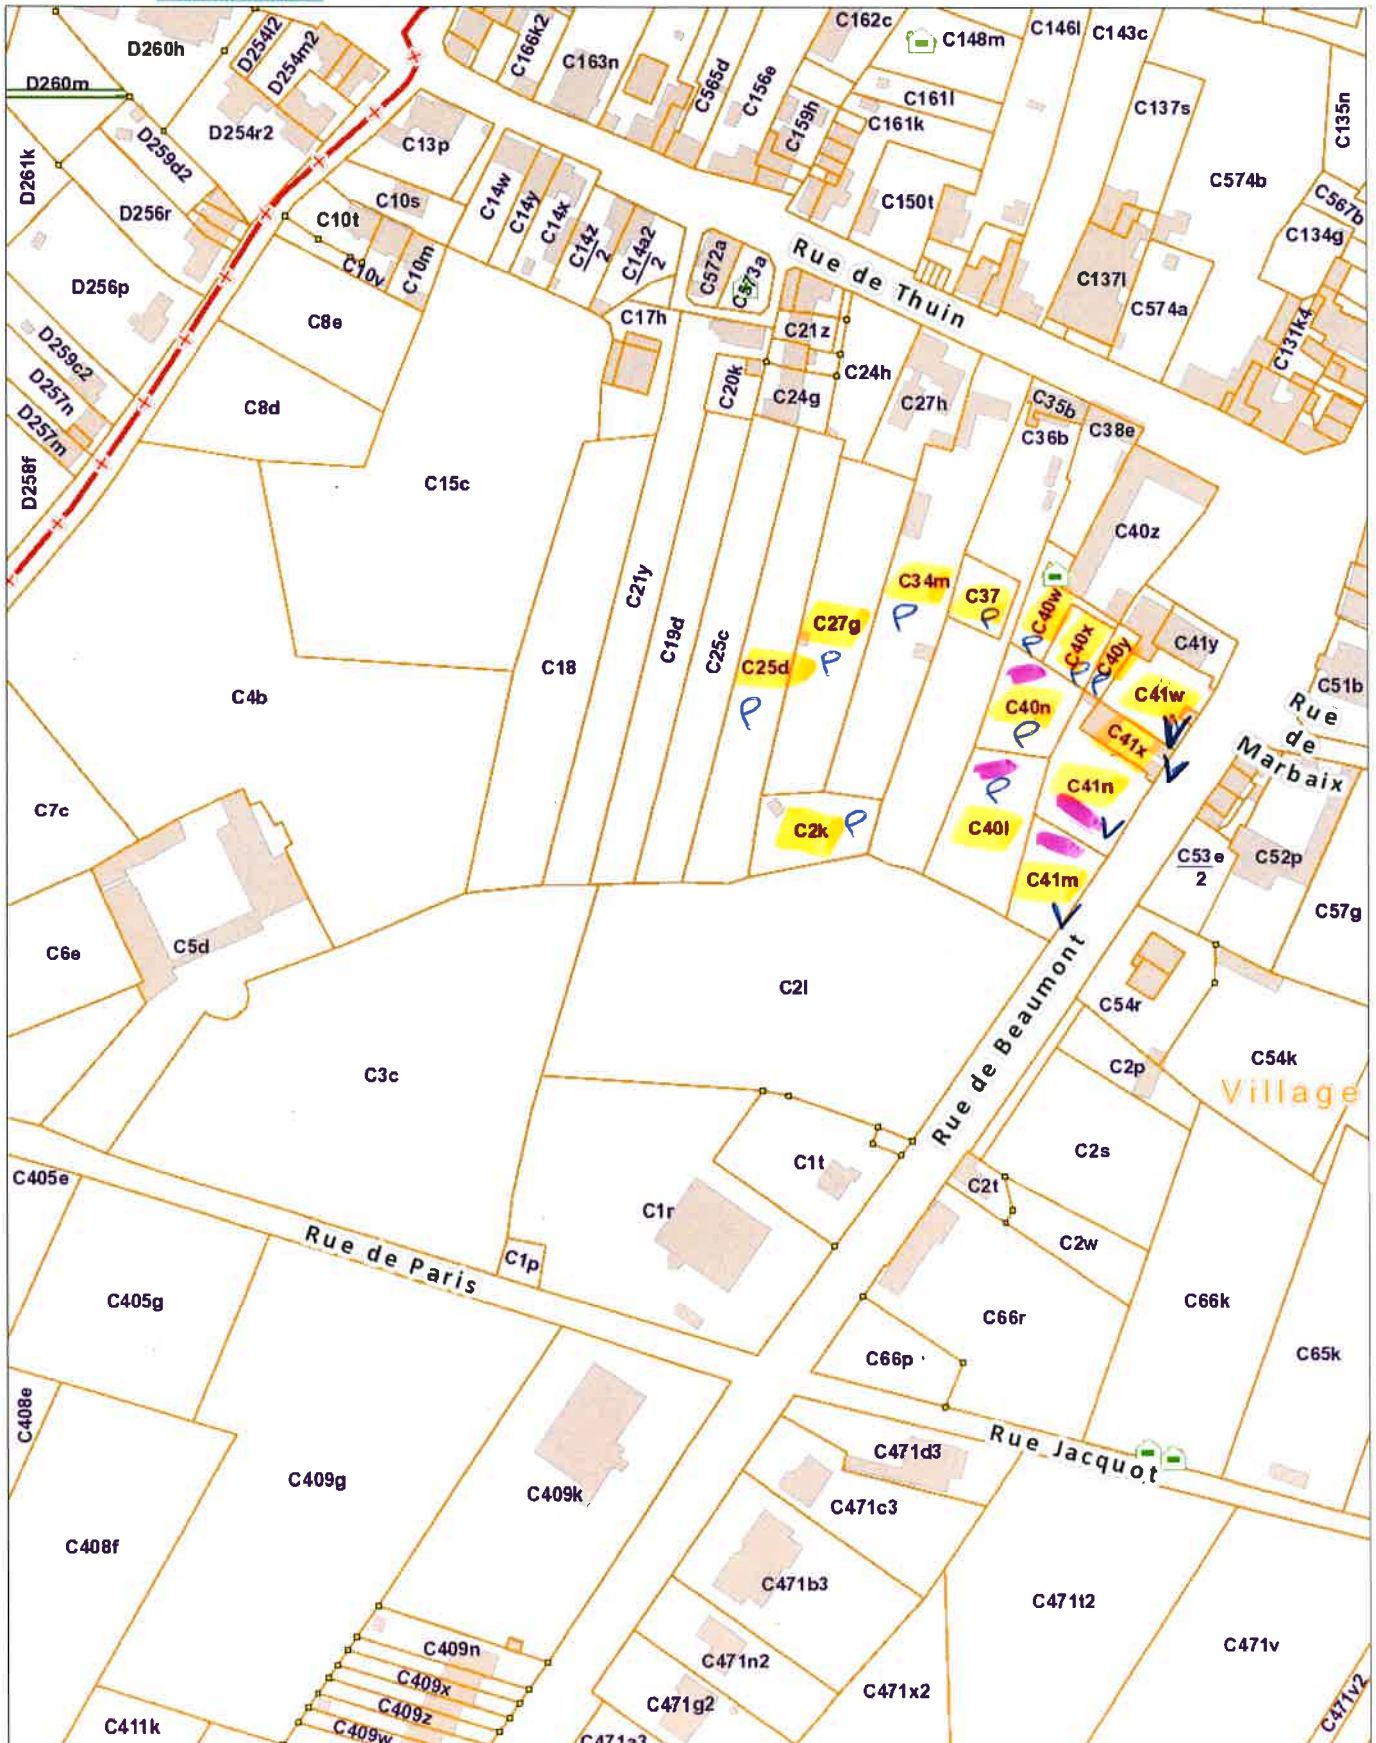 D260h
D254l2
D254m2
C166k2
C163n
C565d
C156e
C162c
C148m
C146l
C143c
D260m
D254r2
C13p
C159h
C161l
C161k
C137s
C135n
D261k
D259d2
D256r
C10t
C10s
C14w
C14y
C14x
C14z
2
C14a2
2
C150t
C574b
C567b
C134g
C10v
C10m
C572a
C573a
Rue de Thuin
C137l
C574a
D256p
C8e
C17h
C21z
C24h
C131k4
D259c2
D257n
D257m
D258f
C8d
C20k
C24g
C27h
C35b
C36b
C38e
C15c
C40z
C18
C21y
C19d
C25c
C25d
P
C27g
P
C34m
P
C37
P
C40w
P
C40x
P
C40y
P
C41y
C41w
C51b
C4b
C40n
P
C41x
Rue
de
Marbaix
C7c
C2k
P
P
C40l
C41n
C41m
C53e
2
C52p
C57g
C6e
C5d
C2l
Rue de Beaumont
C54r
C54k
C2p
Village
C3c
C1t
C2s
C405e
C1r
C2t
C2w
Rue de Paris
C1p
C405g
C66r
C66k
C66p
C65k
C408e
C409g
C409k
Rue Jacquot
C471d3
C471c3
C408f
C471b3
C471t2
C471v
C409n
C409x
C409z
C409w
C471n2
C471g2
C471x2
C471v2
C411k
C471a3